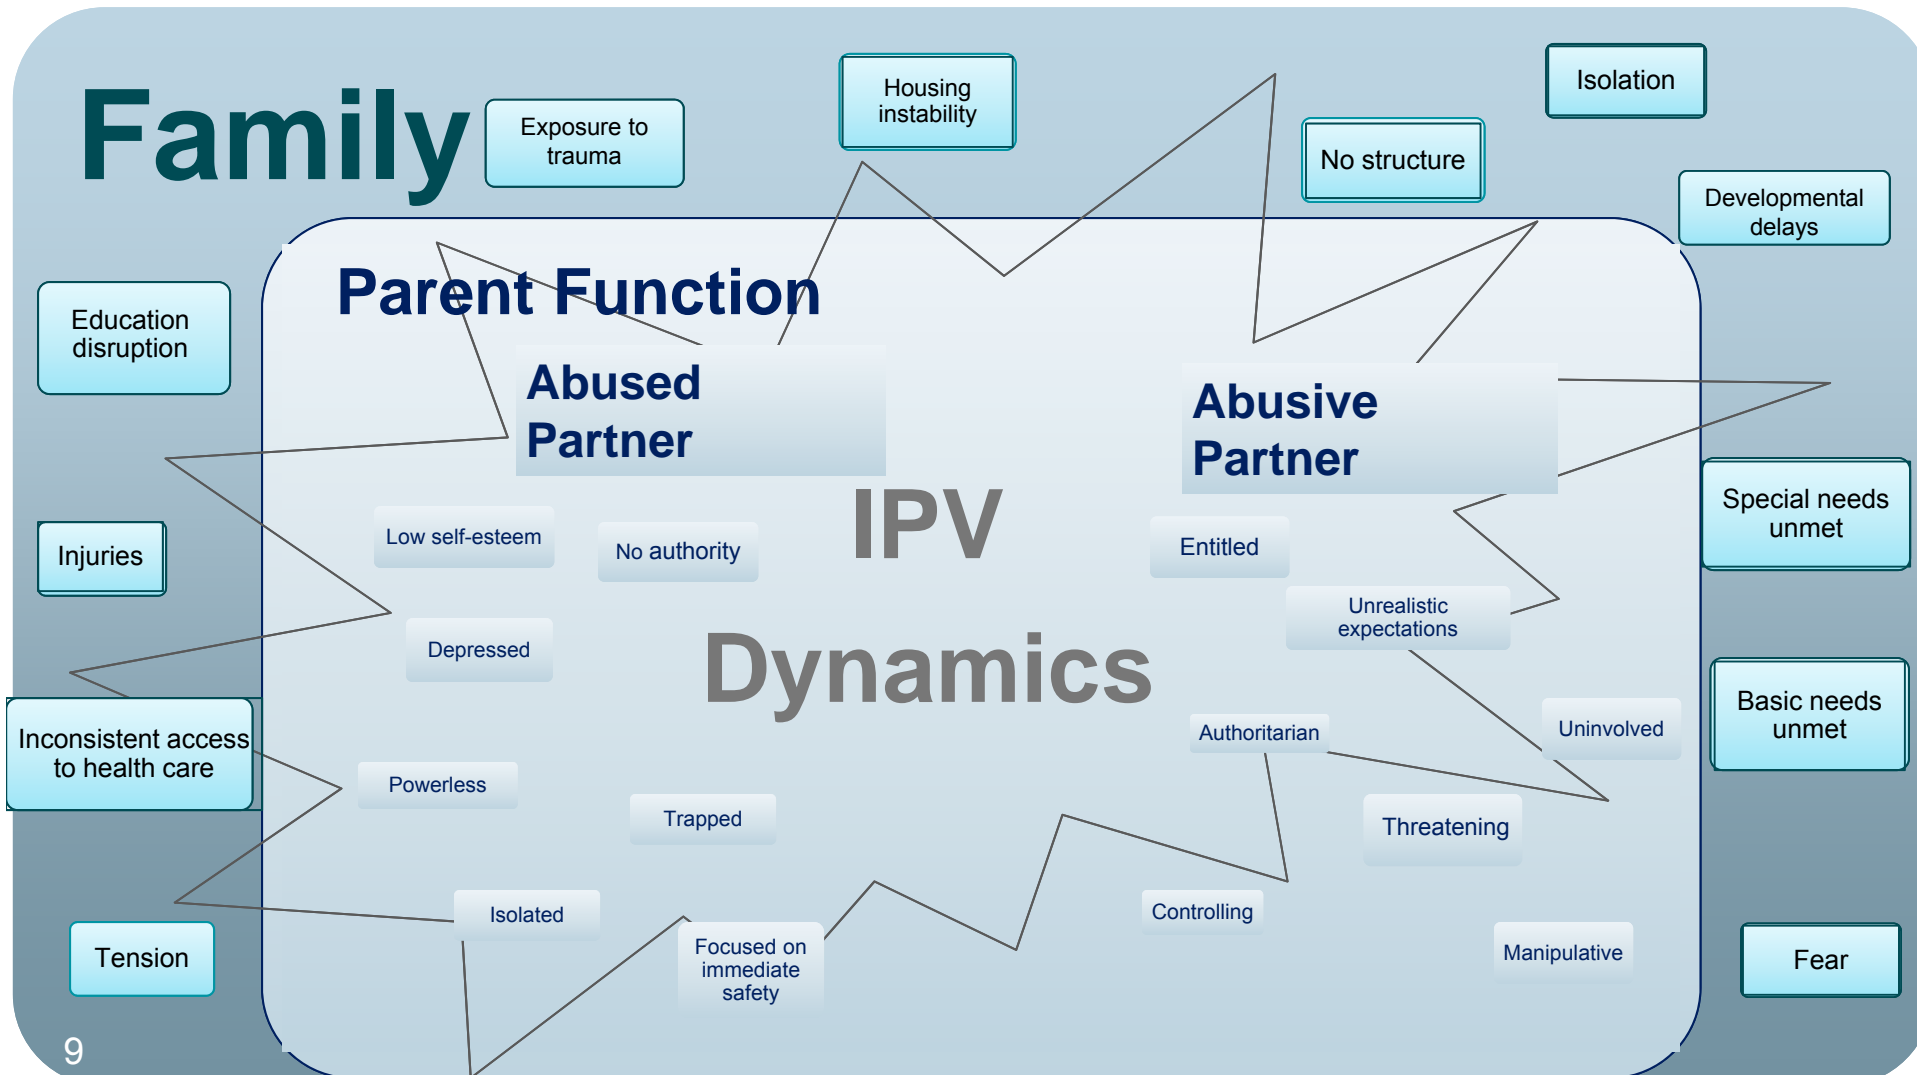 Family
Exposure to
trauma
Housing
instability
Isolation
No structure
Developmental
delays
Education
disruption
Parent Function
Abused
Partner
Abusive
Partner
IPV
Dynamics
Special needs
unmet
Injuries
Low self-esteem
No authority
Entitled
Unrealistic
expectations
Depressed
Basic needs
unmet
Inconsistent access
to health care
Authoritarian
Uninvolved
Powerless
Trapped
Threatening
Isolated
Controlling
Tension
Focused on
immediate
safety
Manipulative
Fear
9